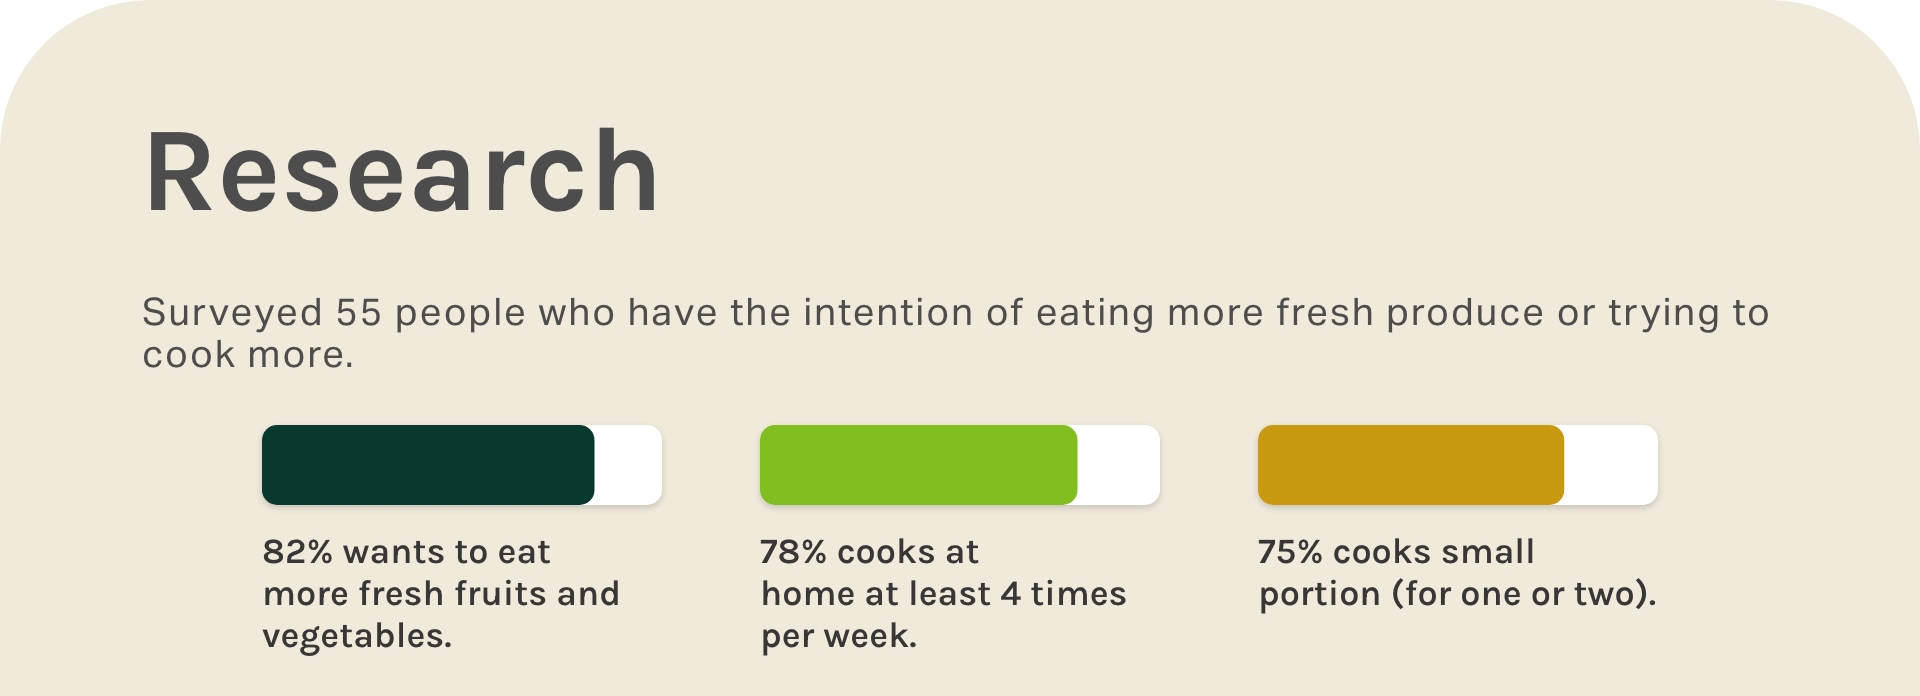 Research
Surveyed 55 people who have the intention of eating more fresh produce or trying to
cook more.
82% wants to eat
more fresh fruits and
vegetables.
78% cooks at
home at least 4 times
per week.
75% cooks small
portion (for one or two).